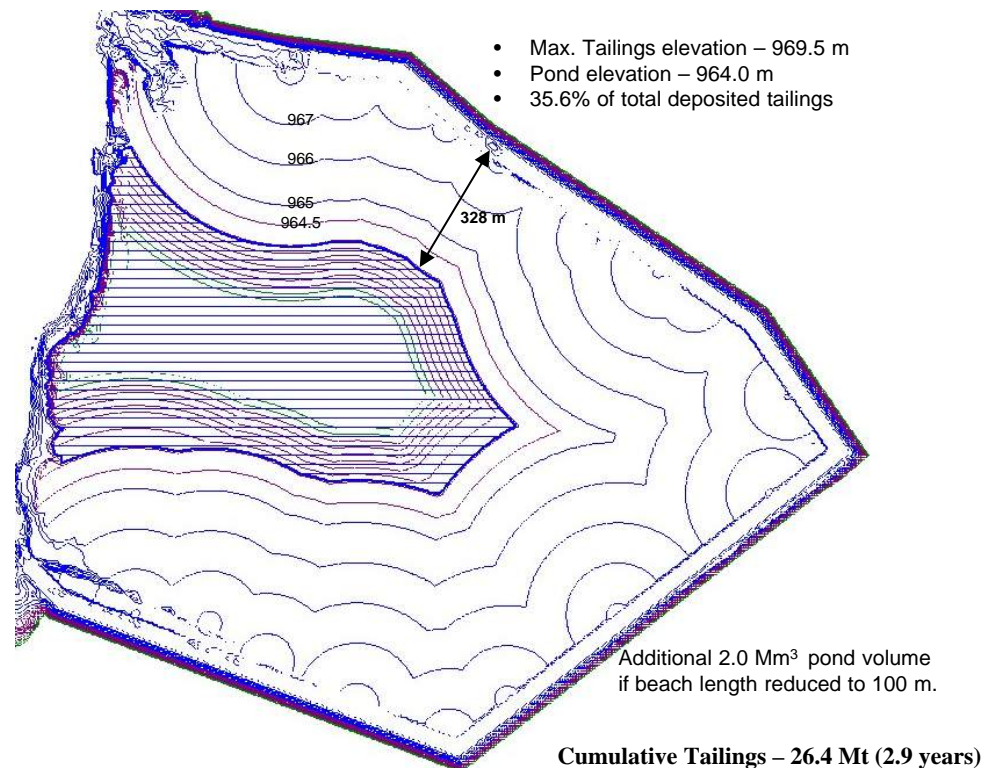 • Max. Tailings elevation – 969.5 m
• Pond elevation – 964.0 m
• 35.6% of total deposited tailings
967
966
965
964.5
328 m
Additional 2.0 Mm³ pond volume
if beach length reduced to 100 m.
Cumulative Tailings – 26.4 Mt (2.9 years)